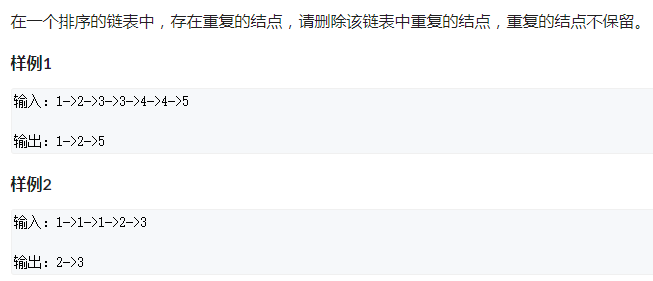 在一个排序的链表中，存在重复的结点，请删除该链表中重复的结点，重复的结点不保留。
样例1
输入：1->2->3->3->4->4->5
输出：1->2->5
样例2
输入：1->1->1->2->3
输出：2->3